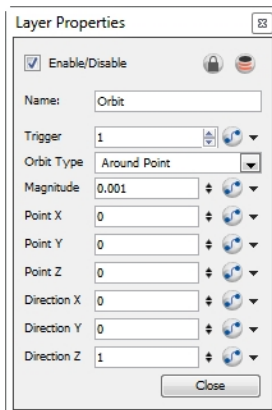 Layer Properties
Enable/Disable
Name: Orbit
Trigger 1
Orbit Type Around Point
Magnitude 0.001
Point X 0
Point Y 0
Point Z 0
Direction X 0
Direction Y 0
Direction Z 1
Close